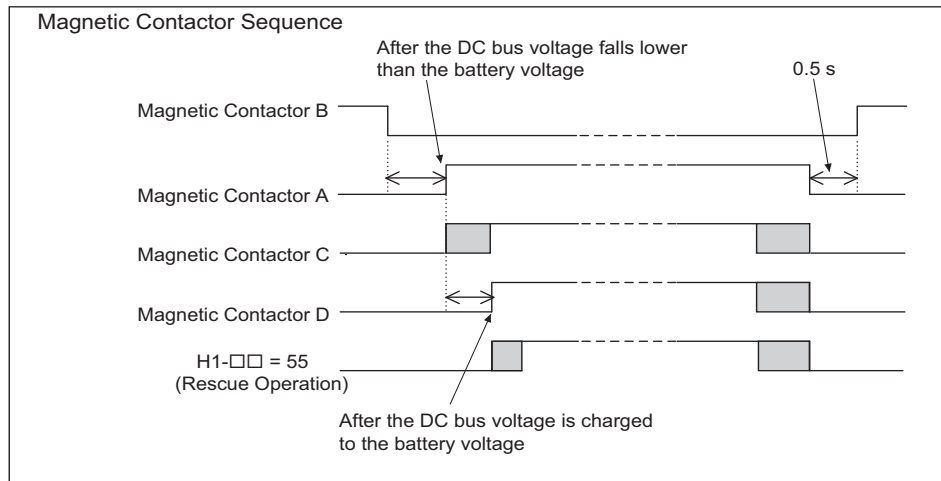 Magnetic Contactor Sequence
After the DC bus voltage falls lower
than the battery voltage
0.5 s
Magnetic Contactor B
Magnetic Contactor A
Magnetic Contactor C
Magnetic Contactor D
H1-□□ = 55
(Rescue Operation)
After the DC bus voltage is charged
to the battery voltage